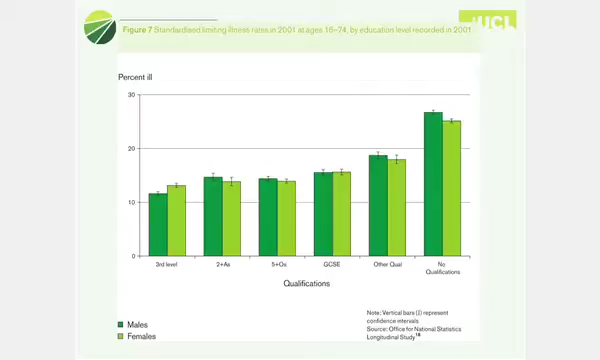 Figure 7 Standardised limiting illness rates in 2001 at ages 16–74, by education level recorded in 2001
UCL
Percent ill
30
20
10
0
3rd level
2+As
5+Os
GCSE
Other Qual
No
Qualifications
Qualifications
Males
Females
Note: Vertical bars (I) represent
confidence intervals
Source: Office for National Statistics
Longitudinal Study18